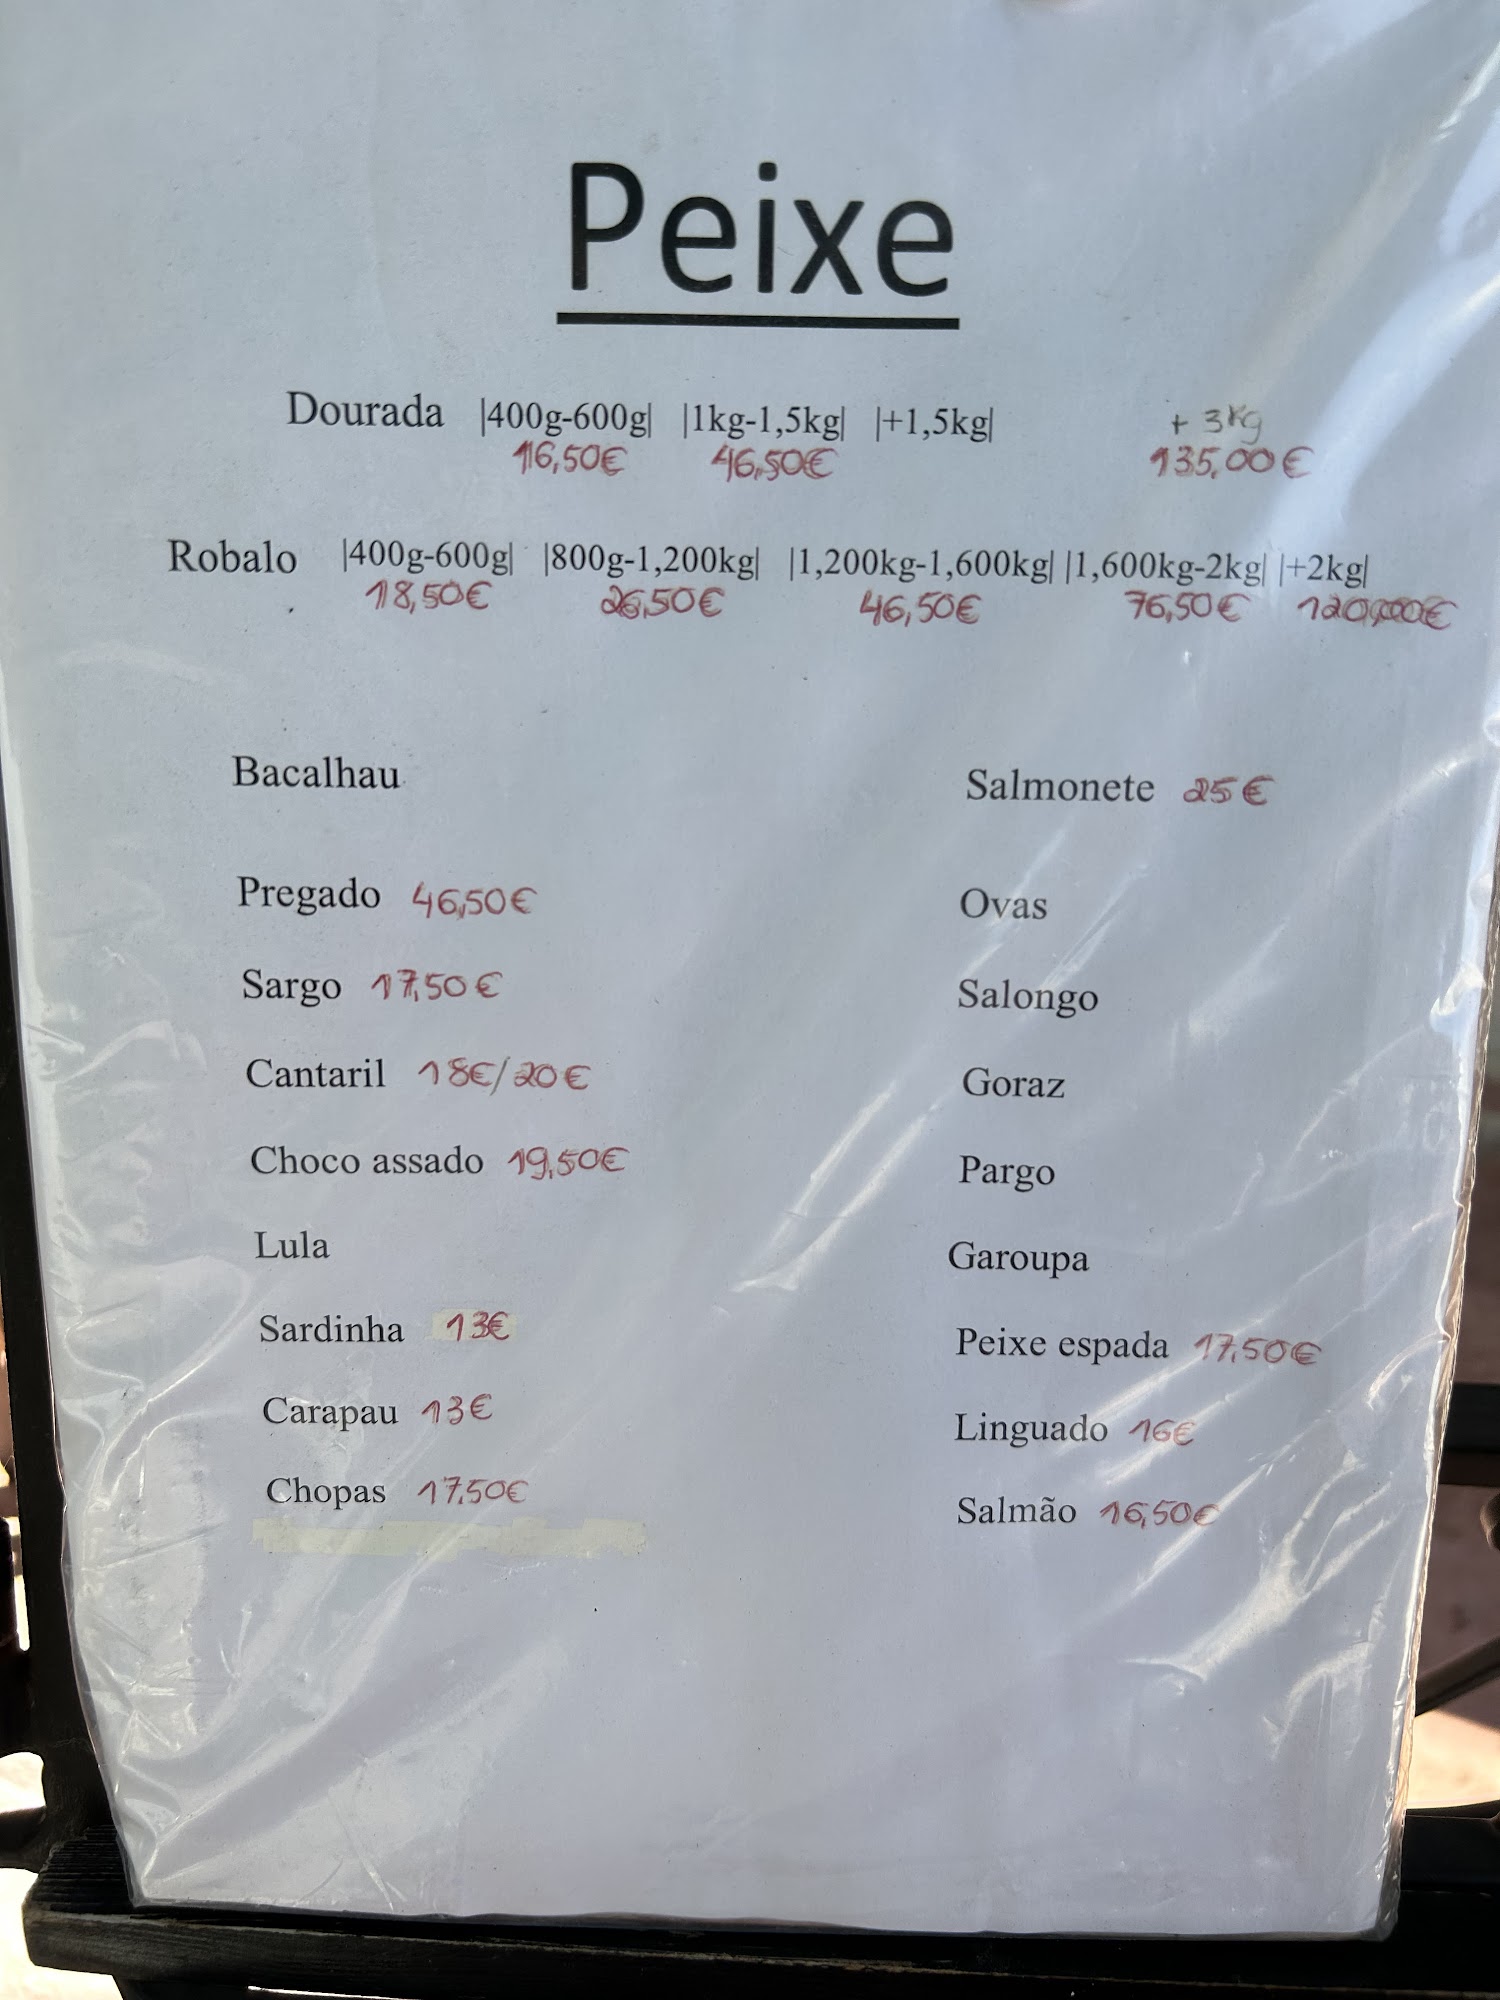 Peixe
Dourada |400g-600g| |1kg-1,5kg| |+1,5kg| + 3kg
16,50€ 46,50€ 135,00€
Robalo |400g-600g| |800g-1,200kg| |1,200kg-1,600kg| |1,600kg-2kg| |+2kg|
18,50€ 26,50€ 46,50€ 76,50€ 120,00€
Bacalhau
Salmonete 25€
Pregado 46,50€
Ovas
Sargo 17,50€
Salongo
Cantaril 18€/20€
Goraz
Choco assado 19,50€
Pargo
Lula
Garoupa
Sardinha 13€
Peixe espada 17,50€
Carapau 13€
Linguado 16€
Chopas 17,50€
Salmão 16,50€